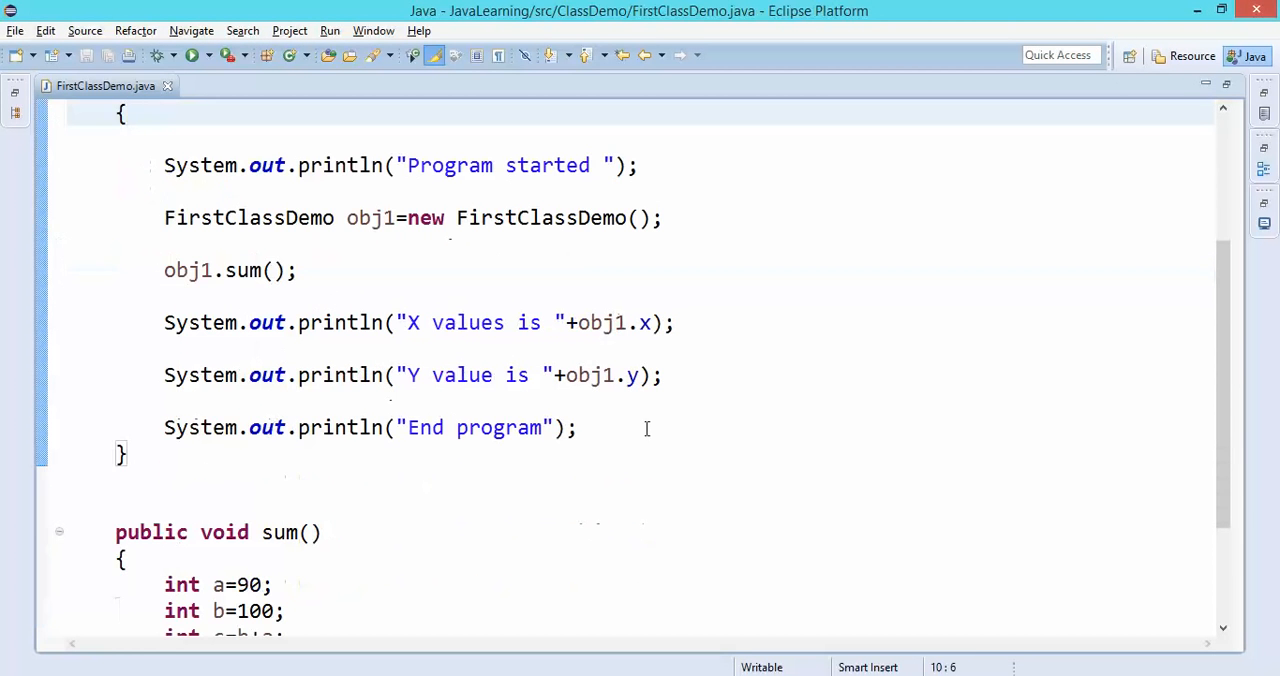 Java - JavaLearning/src/ClassDemo/FirstClassDemo.java - Eclipse Platform
File Edit Source Refactor Navigate Search Project Run Window Help
Quick Access Resource Java
FirstClassDemo.java
{
System.out.println("Program started ");
FirstClassDemo obj1=new FirstClassDemo();
obj1.sum();
System.out.println("X values is "+obj1.x);
System.out.println("Y value is "+obj1.y);
System.out.println("End program");
}
public void sum()
{
int a=90;
int b=100;
int c=b+a;
Writable Smart Insert 10:6